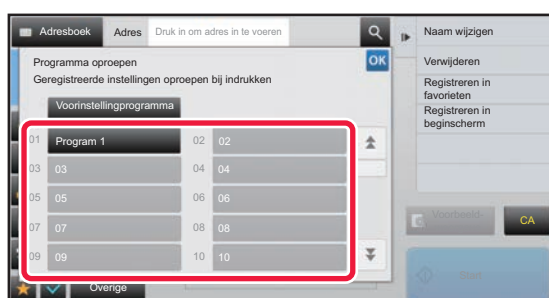 Adresboek
Adres
Druk in om adres in te voeren
Programma oproepen
OK
Geregistreerde instellingen oproepen bij indrukken
Voorinstellingprogramma
01 Program 1
02 02
03 03
04 04
05 05
06 06
07 07
08 08
09 09
10 10
Overige
Naam wijzigen
Verwijderen
Registreren in
favorieten
Registreren in
beginscherm
Voorbeeld-
CA
Start